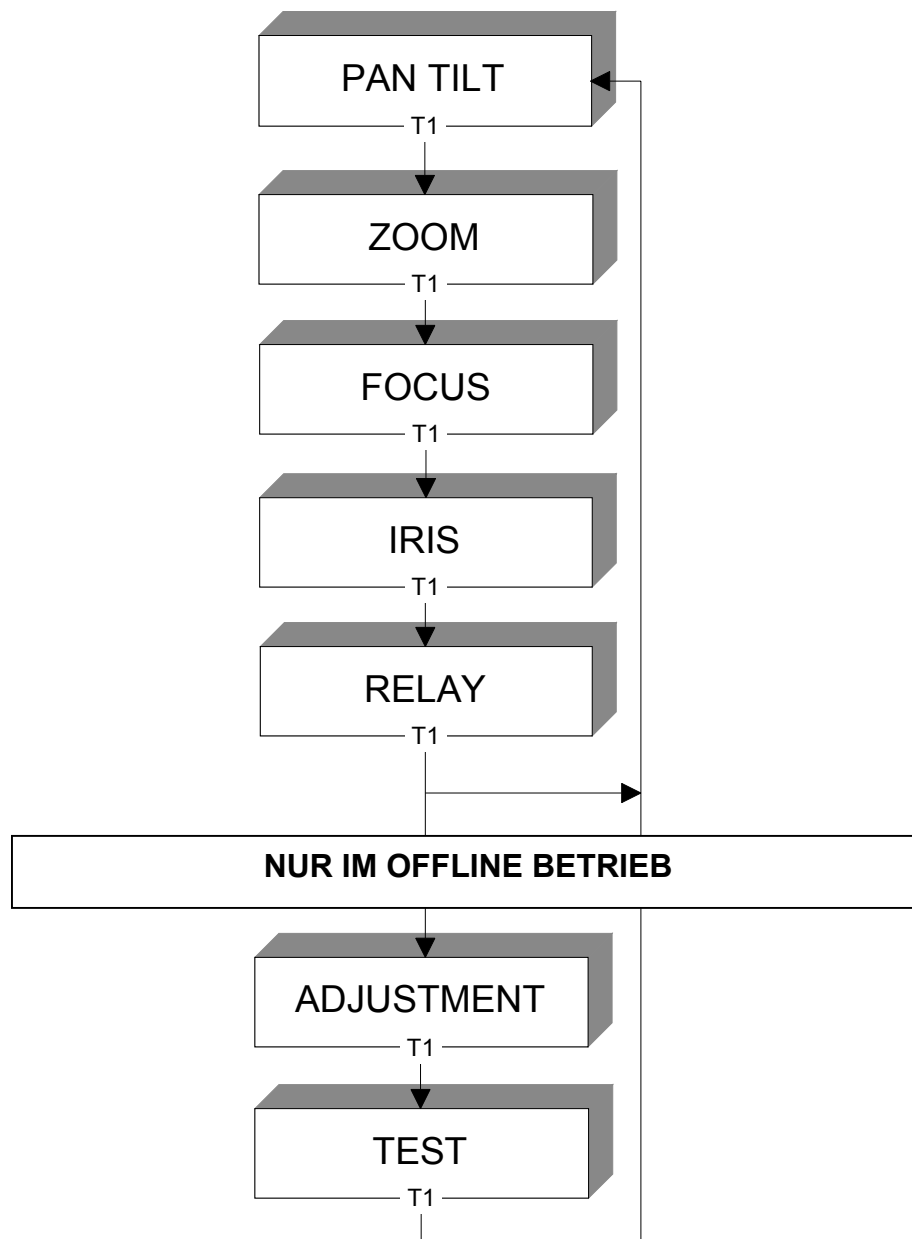 PAN TILT
T1
ZOOM
T1
FOCUS
T1
IRIS
T1
RELAY
T1
NUR IM OFFLINE BETRIEB
ADJUSTMENT
T1
TEST
T1